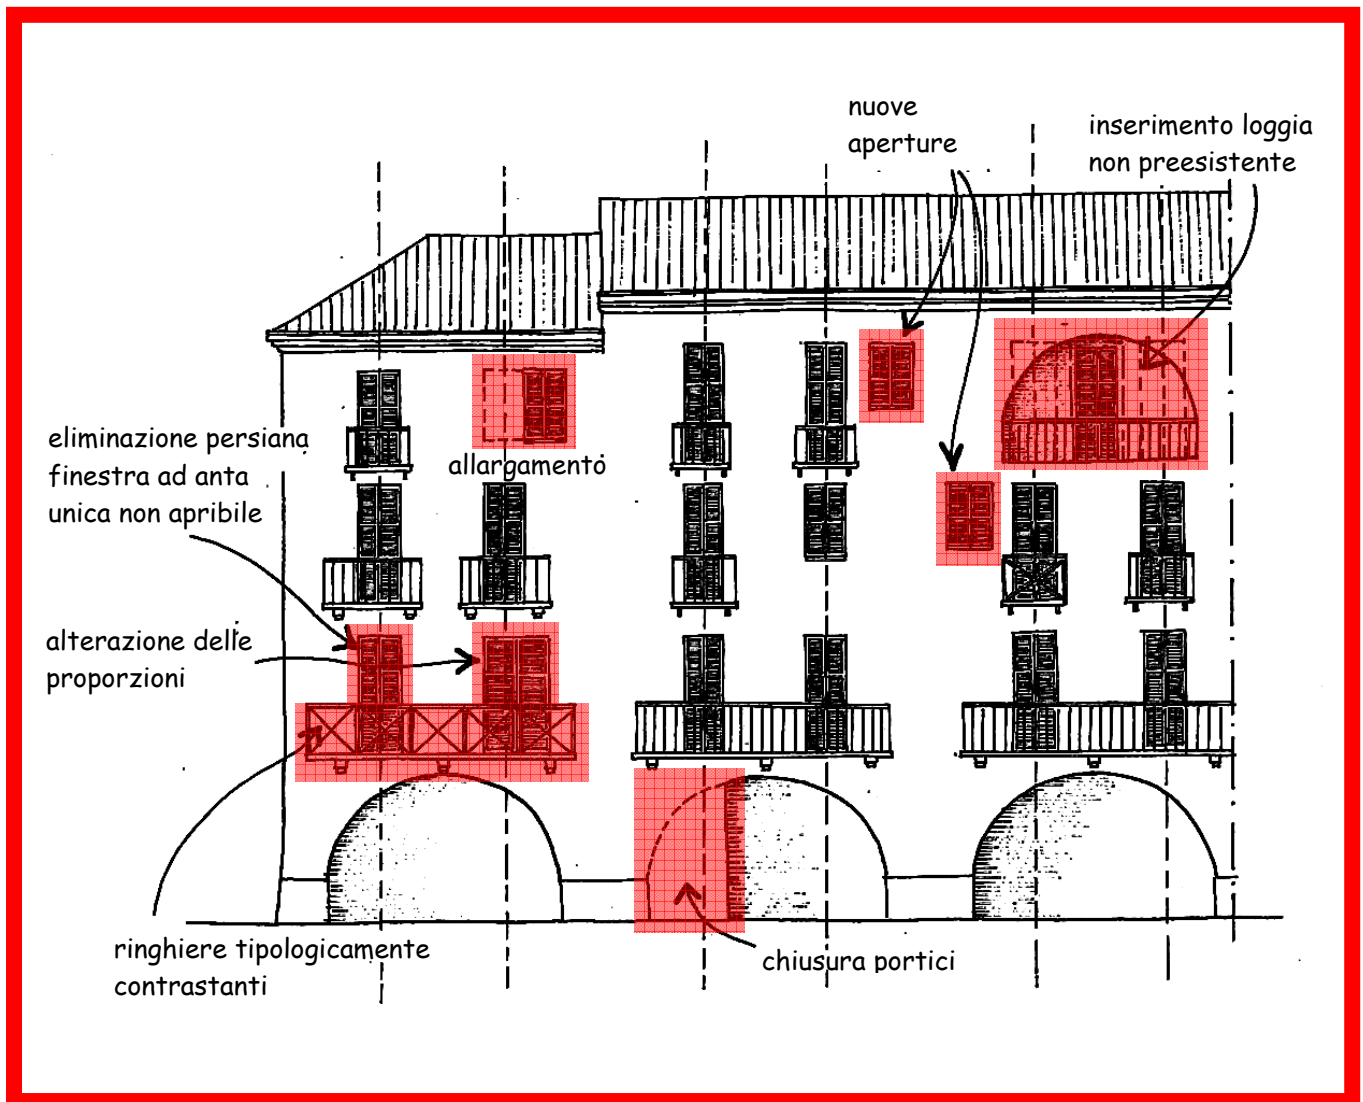 nuove
aperture
inserimento loggia
non preesistente
eliminazione persiana
finestra ad anta
unica non apribile
allargamento
alterazione delle
proporzioni
ringhiere tipologicamente
contrastanti
chiusura portici